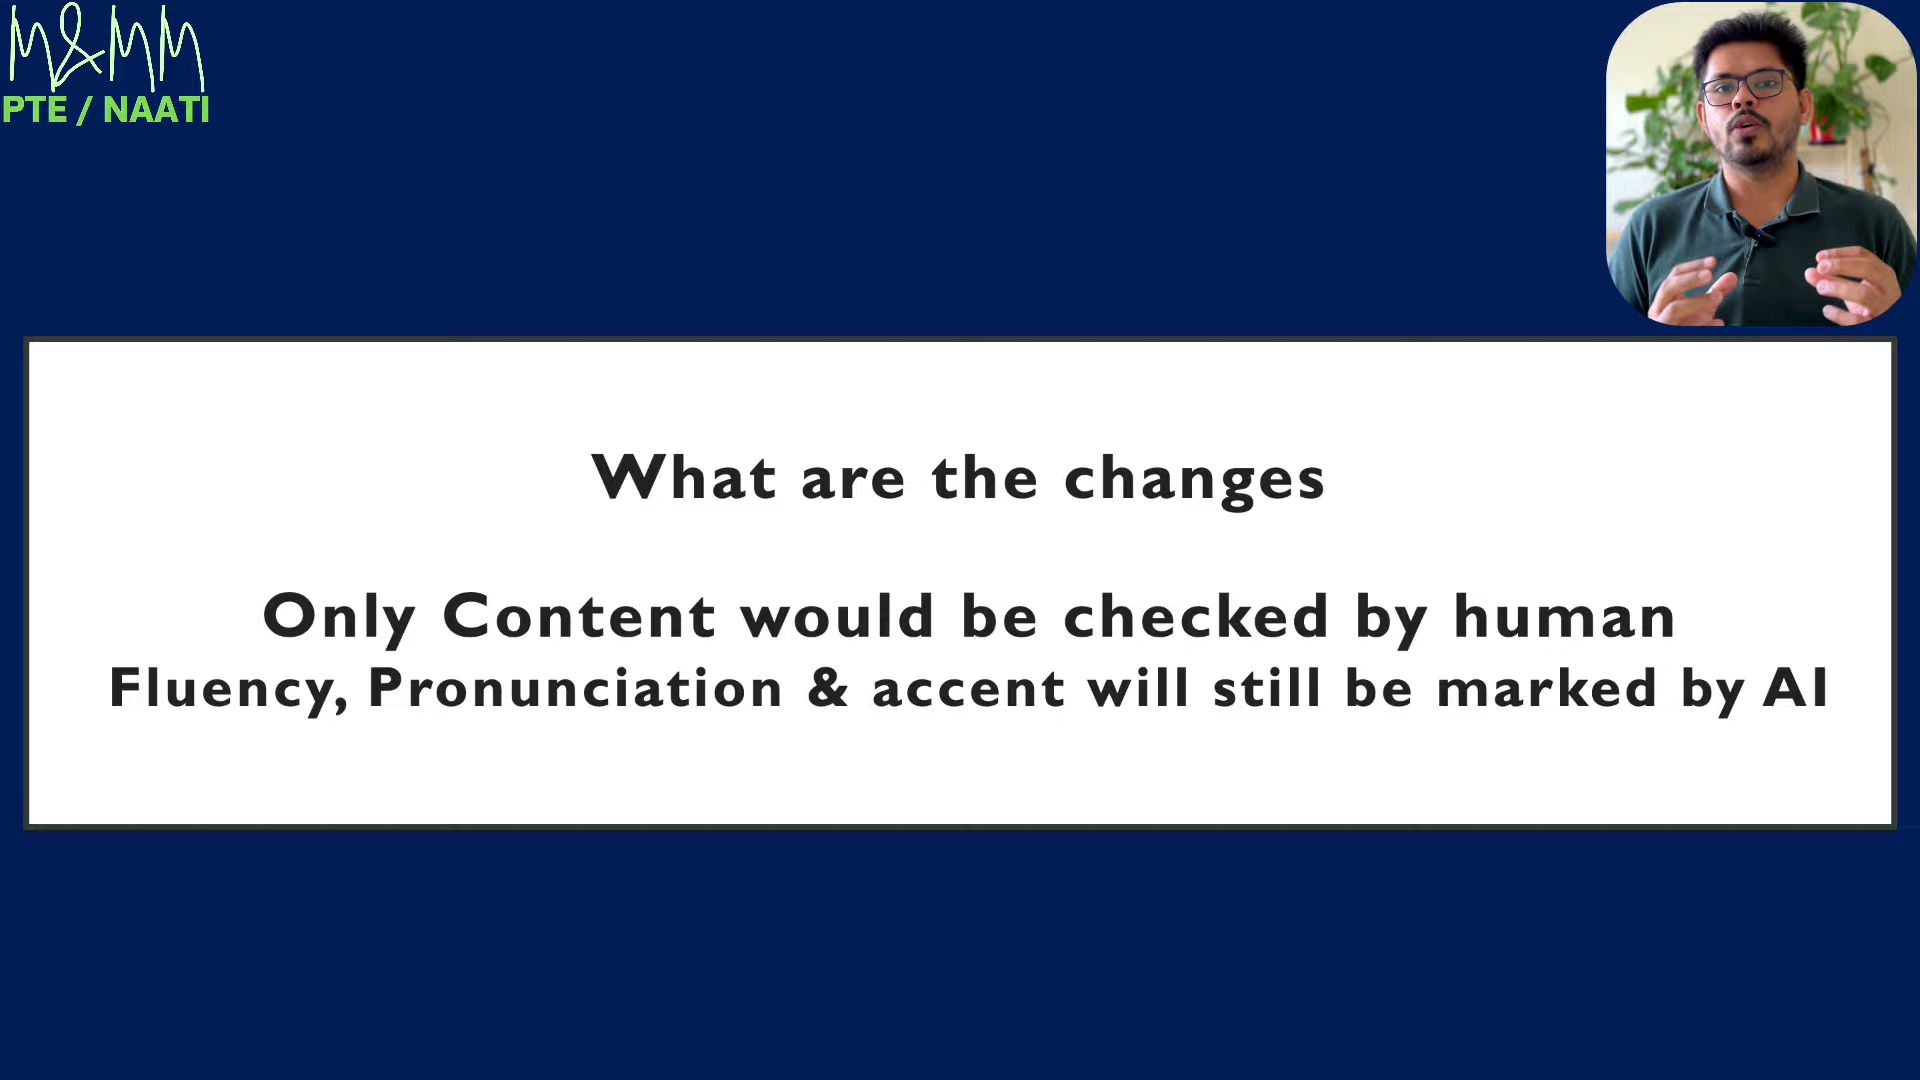 M&MM
PTE / NAATI
What are the changes
Only Content would be checked by human
Fluency, Pronunciation & accent will still be marked by AI